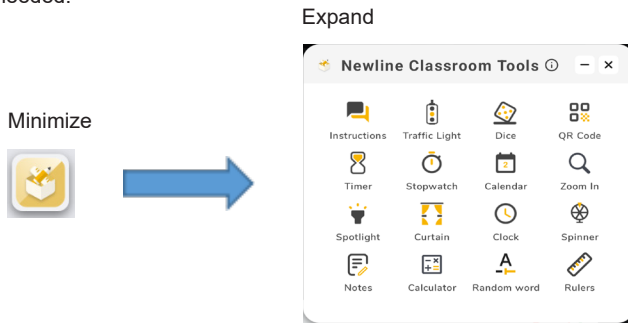 Expand
Newline Classroom Tools
Minimize
Instructions Traffic Light Dice QR Code
2
Timer Stopwatch Calendar Zoom In
Spotlight Curtain Clock Spinner
A
Notes Calculator Random word Rulers